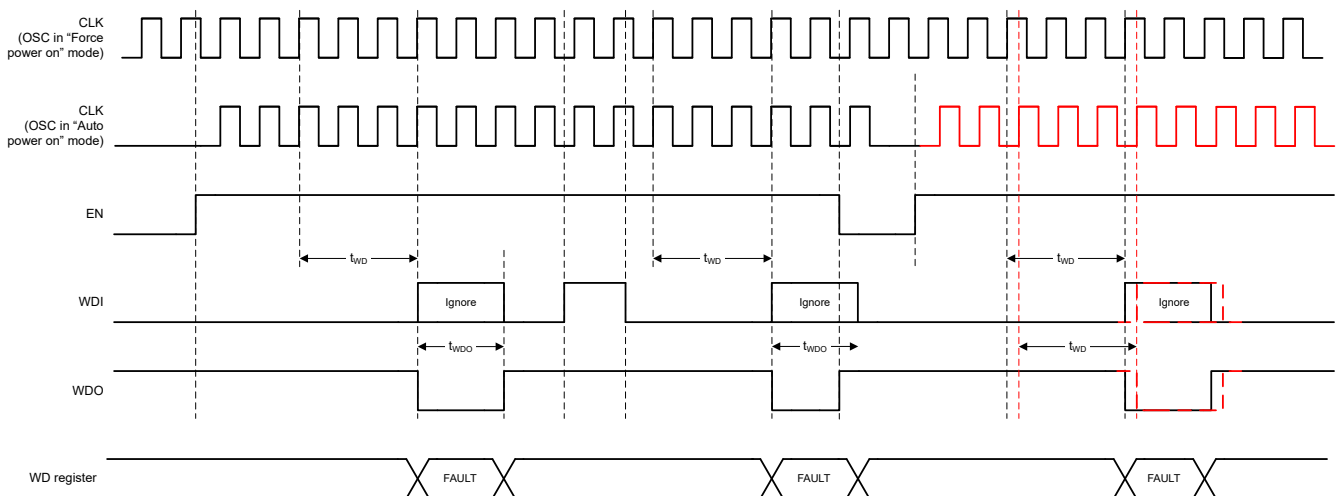 CLK
(OSC in “Force
power on” mode)
CLK
(OSC in “Auto
power on” mode)
EN
tWD
tWD
tWD
WDI
Ignore
Ignore
Ignore
tWDO
tWDO
tWD
WDO
WD register
FAULT
FAULT
FAULT